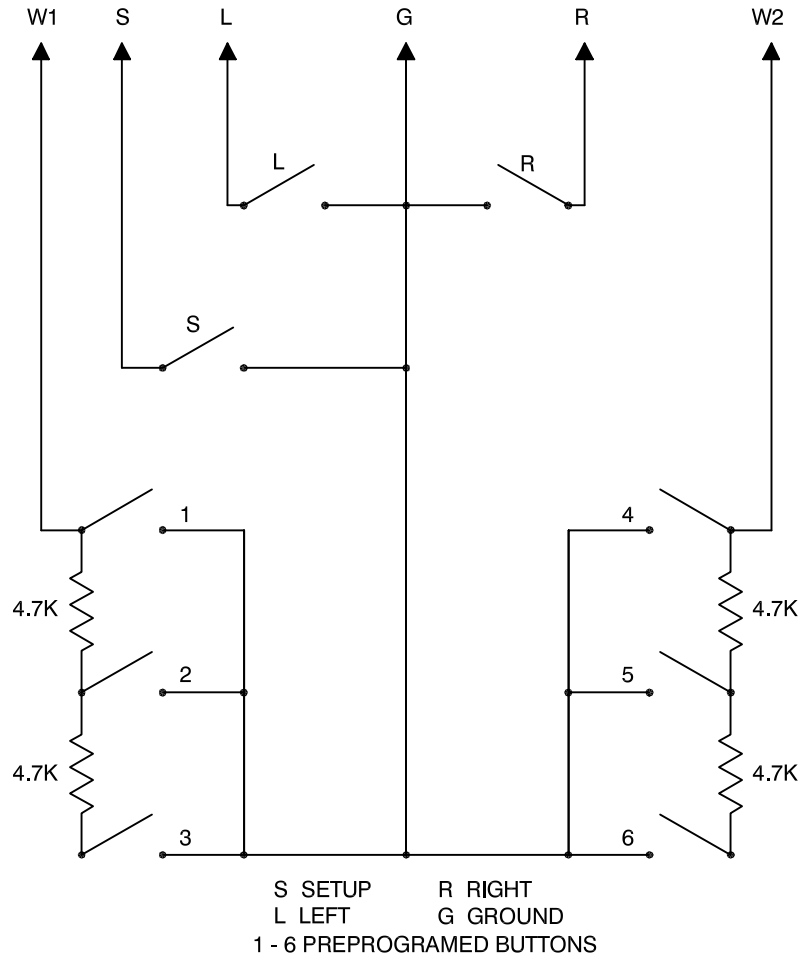 W1 S L G R W2
L R
S
1 4
4.7K 4.7K
2 5
4.7K 4.7K
3 6
S SETUP R RIGHT
L LEFT G GROUND
1 - 6 PREPROGRAMED BUTTONS